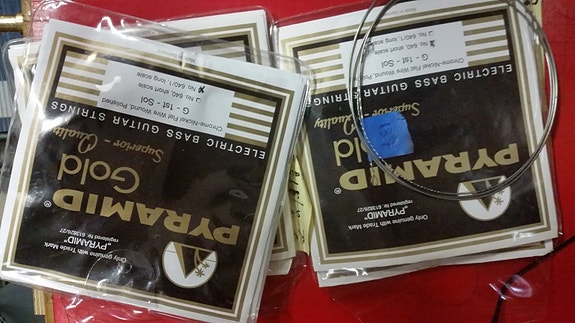 Only genuine with Trade Mark
„PYRAMID"
registered Nr. 613826/27
PYRAMID
Gold
Superior - Quality
ELECTRIC BASS GUITAR STRINGS
Chrome-Nickel Flat Wire Wound, Polished
G - 1st - Sol
No. 640, short scale
No. 640/1, long scale
Only genuine with Trade Mark
„PYRAMID"
registered Nr. 613826/27
PYRAMID
Gold
Superior - Quality
ELECTRIC BASS GUITAR STRINGS
Chrome-Nickel Flat Wire Wound, Polished
G - 1st - Sol
No. 640, short scale
No. 640/1, long scale